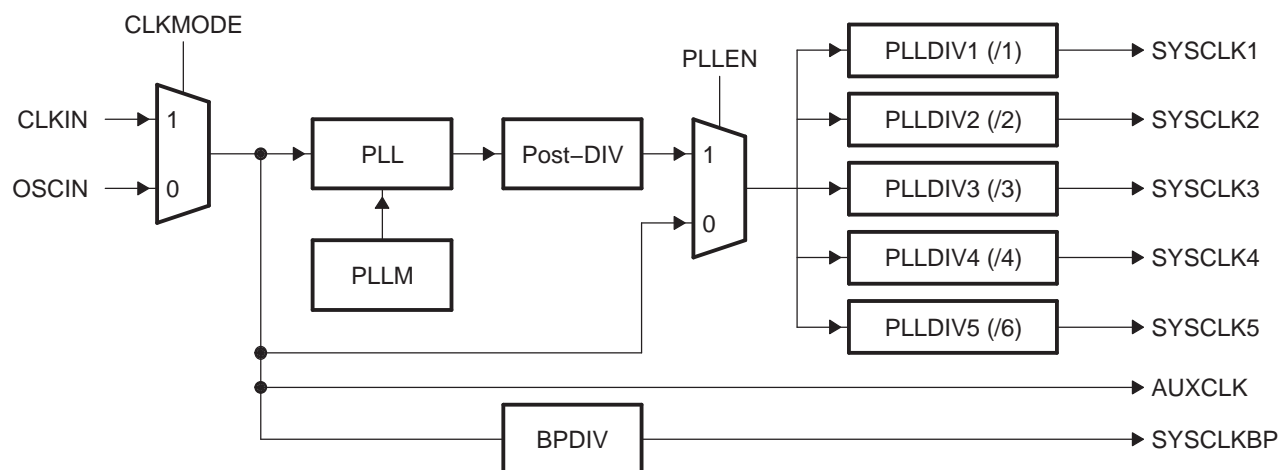 CLKMODE
CLKIN
OSCIN
1
0
PLL
PLLM
Post−DIV
PLLEN
1
0
PLLDIV1 (/1)
SYSCLK1
PLLDIV2 (/2)
SYSCLK2
PLLDIV3 (/3)
SYSCLK3
PLLDIV4 (/4)
SYSCLK4
PLLDIV5 (/6)
SYSCLK5
AUXCLK
BPDIV
SYSCLKBP